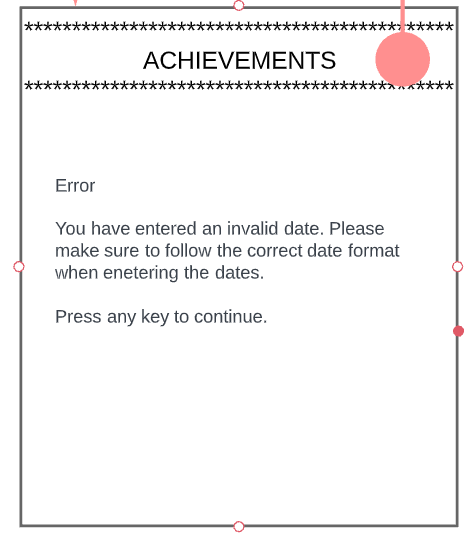 *******************************************
ACHIEVEMENTS
*******************************************
Error
You have entered an invalid date. Please
make sure to follow the correct date format
when enetering the dates.
Press any key to continue.